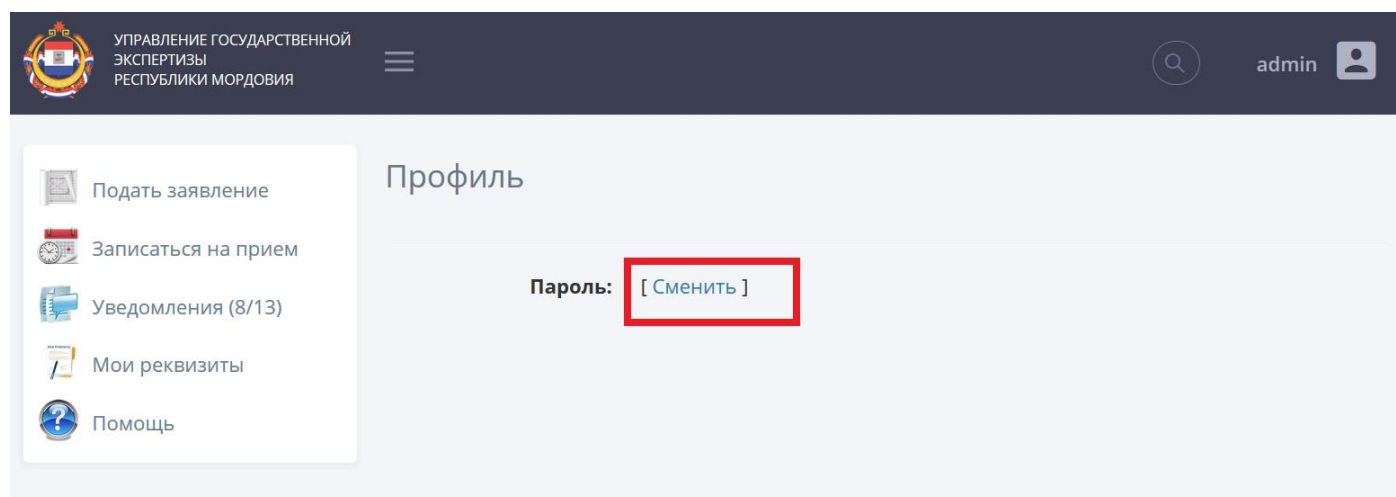 УПРАВЛЕНИЕ ГОСУДАРСТВЕННОЙ
ЭКСПЕРТИЗЫ
РЕСПУБЛИКИ МОРДОВИЯ
admin
Подать заявление
Записаться на прием
Уведомления (8/13)
Мои реквизиты
Помощь
Профиль
Пароль: [ Сменить ]